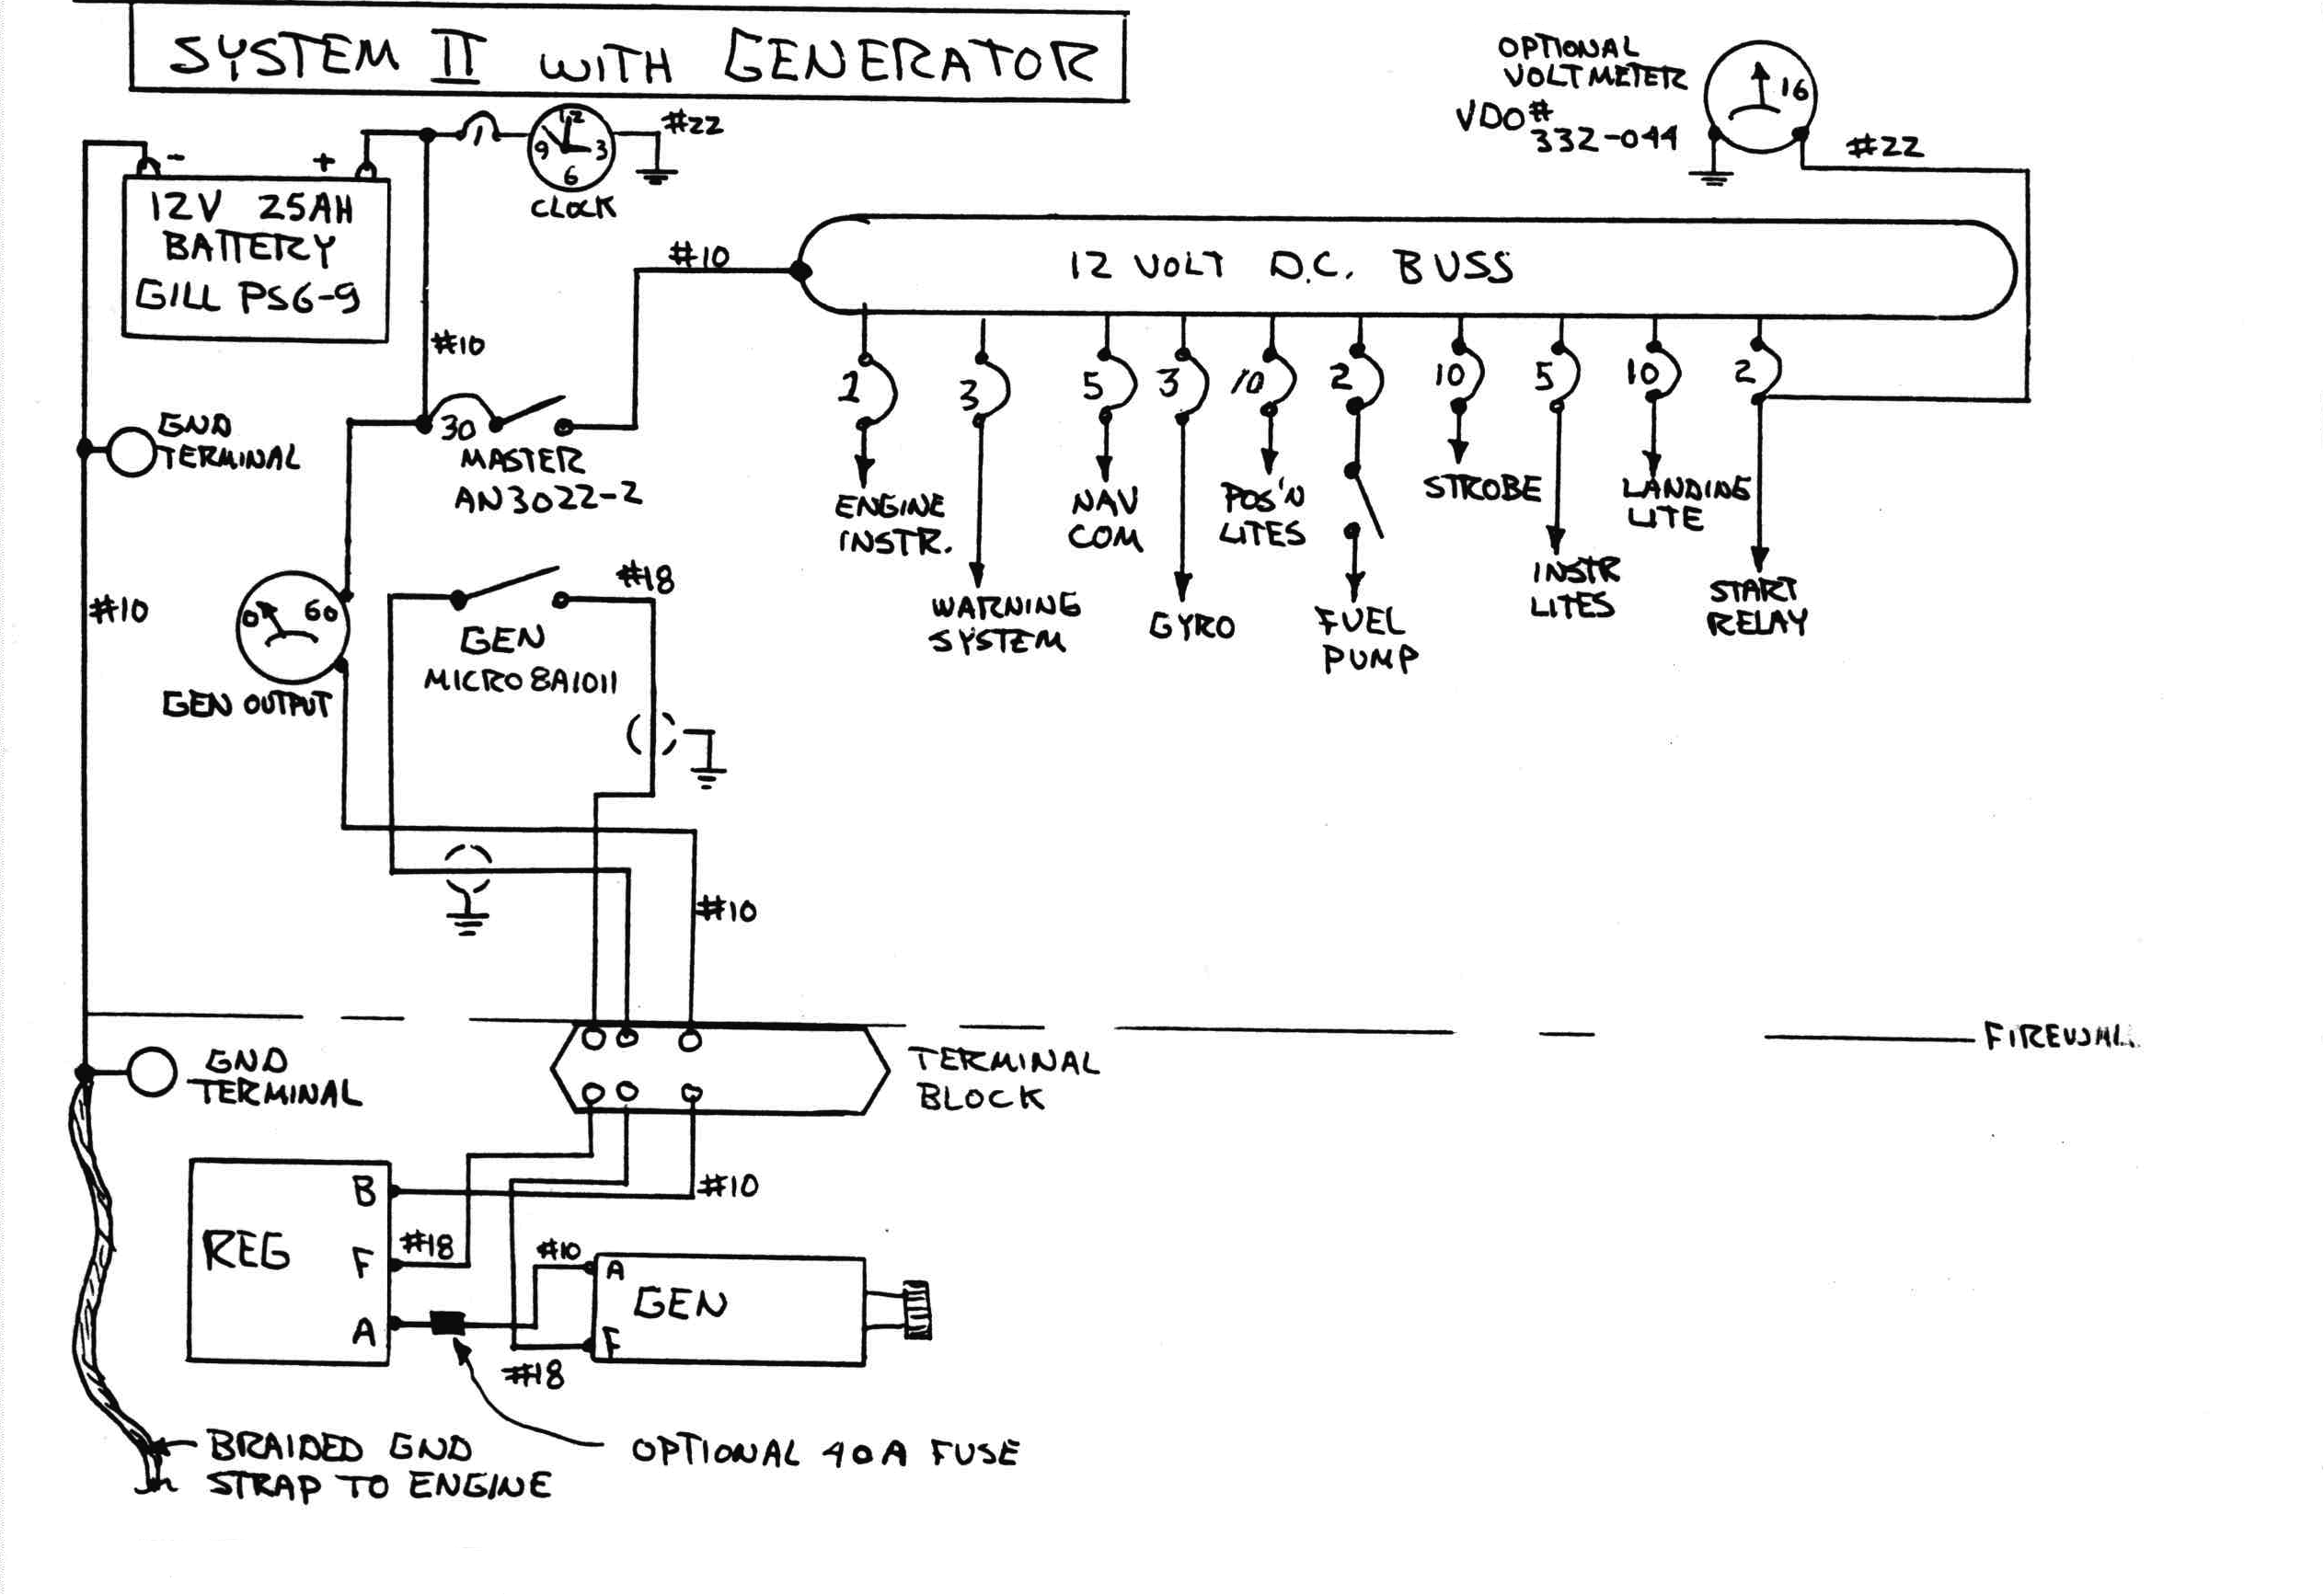 SYSTEM II WITH GENERATOR
OPTIONAL
VOLTMETER
VDO#
332-044
16
#22
12
9 3
6
CLOCK
#22
- +
12V 25AH
BATTERY
GILL PS6-9
#10
#10
12 VOLT D.C. BUSS
1 3 5 3 10 2 10 5 10 2
GND
TERMINAL
30
MASTER
AN3022-2
ENGINE
INSTR.
WARNING
SYSTEM
NAV
COM
GYRO
POS'N
LITES
FUEL
PUMP
STROBE
INSTR
LITES
LANDING
LITE
START
RELAY
#10
0 60
GEN OUTPUT
#18
GEN
MICRO 8A1011
#10
FIREWALL
GND
TERMINAL
TERMINAL
BLOCK
REG
B
F
A
#10
#18
#10
A
GEN
F
#18
BRAIDED GND
STRAP TO ENGINE
OPTIONAL 40A FUSE